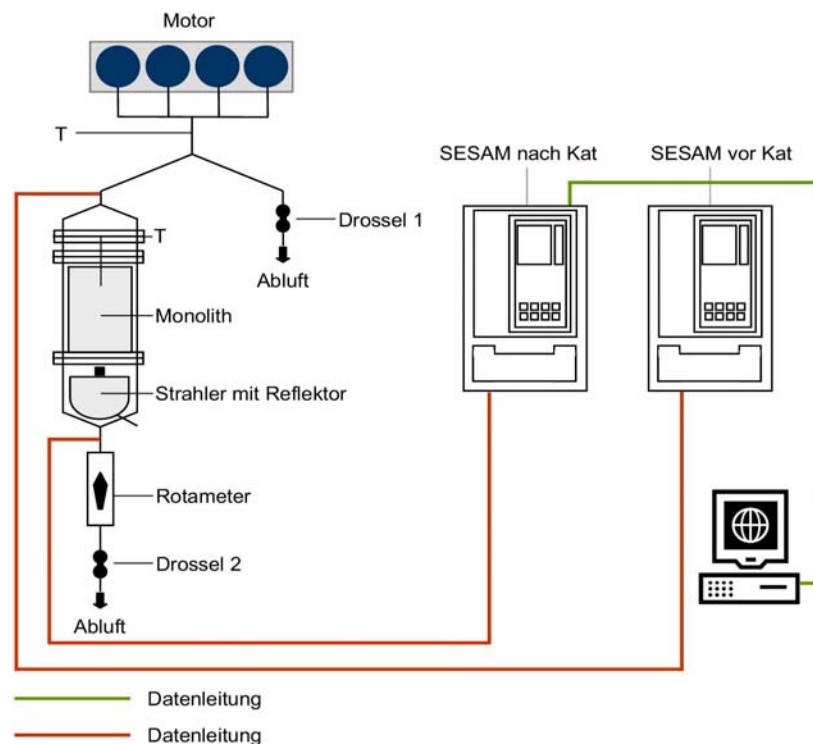 Motor
T
SESAM nach Kat
SESAM vor Kat
Drossel 1
T
Abluft
Monolith
Strahler mit Reflektor
Rotameter
Drossel 2
Abluft
Datenleitung
Datenleitung